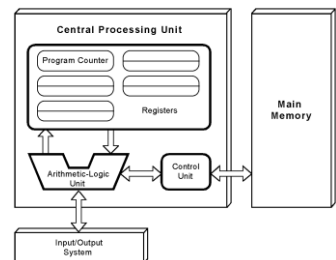 Central Processing Unit
Program Counter
Registers
Main
Memory
Arithmetic-Logic
Unit
Control
Unit
Input/Output
System